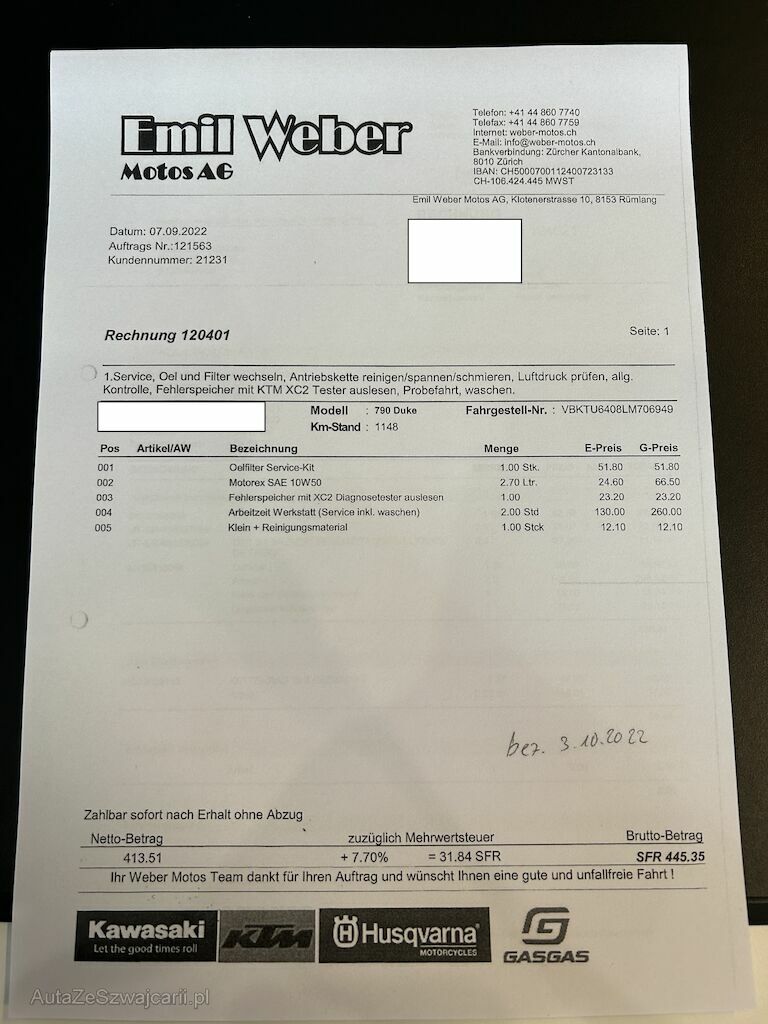 Emil Weber
Motos AG
Telefon: +41 44 860 7740
Telefax: +41 44 860 7759
Internet: weber-motos.ch
E-Mail: info@weber-motos.ch
Bankverbindung: Zürcher Kantonalbank,
8010 Zürich
IBAN: CH5000700112400723133
CH-106.424.445 MWST
Emil Weber Motos AG, Klotenerstrasse 10, 8153 Rümlang
Datum: 07.09.2022
Auftrags Nr.:121563
Kundennummer: 21231
Rechnung 120401
Seite: 1
1.Service, Oel und Filter wechseln, Antriebskette reinigen/spannen/schmieren, Luftdruck prüfen, allg.
Kontrolle, Fehlerspeicher mit KTM XC2 Tester auslesen, Probefahrt, waschen.
Modell : 790 Duke Fahrgestell-Nr. : VBKTU6408LM706949
Km-Stand : 1148
Pos Artikel/AW Bezeichnung Menge E-Preis G-Preis
001 Oelfilter Service-Kit 1.00 Stk. 51.80 51.80
002 Motorex SAE 10W50 2.70 Ltr. 24.60 66.50
003 Fehlerspeicher mit XC2 Diagnosetester auslesen 1.00 23.20 23.20
004 Arbeitzeit Werkstatt (Service inkl. waschen) 2.00 Std 130.00 260.00
005 Klein + Reinigungsmaterial 1.00 Stck 12.10 12.10
bez. 3.10.2022
Zahlbar sofort nach Erhalt ohne Abzug
Netto-Betrag zuzüglich Mehrwertsteuer Brutto-Betrag
413.51 + 7.70% = 31.84 SFR SFR 445.35
Ihr Weber Motos Team dankt für Ihren Auftrag und wünscht Ihnen eine gute und unfallfreie Fahrt !
Kawasaki
Let the good times roll
KTM
Husqvarna
MOTORCYCLES
GASGAS
AutaZeSzwajcarii.pl